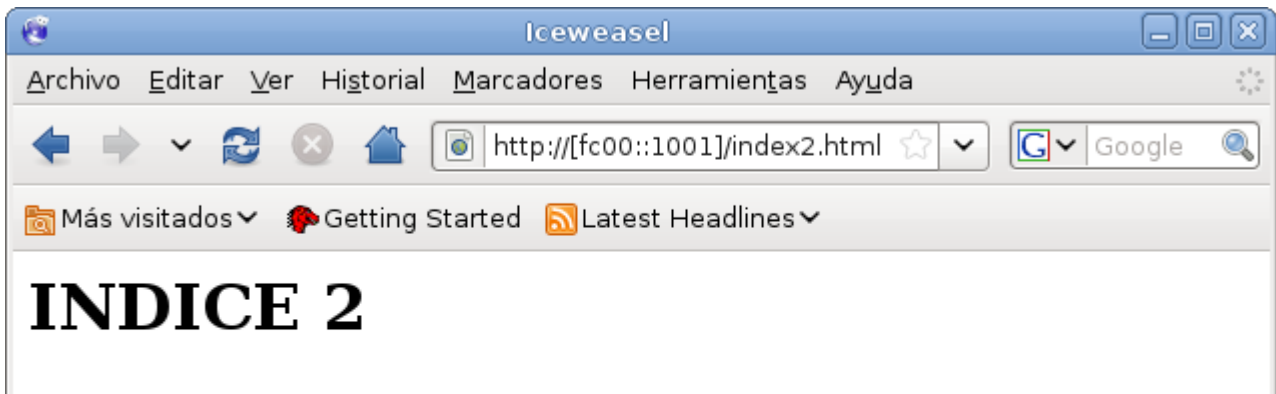 Iceweasel
Archivo Editar Ver Historial Marcadores Herramientas Ayuda
http://[fc00::1001]/index2.html G Google
Más visitados Getting Started Latest Headlines
INDICE 2